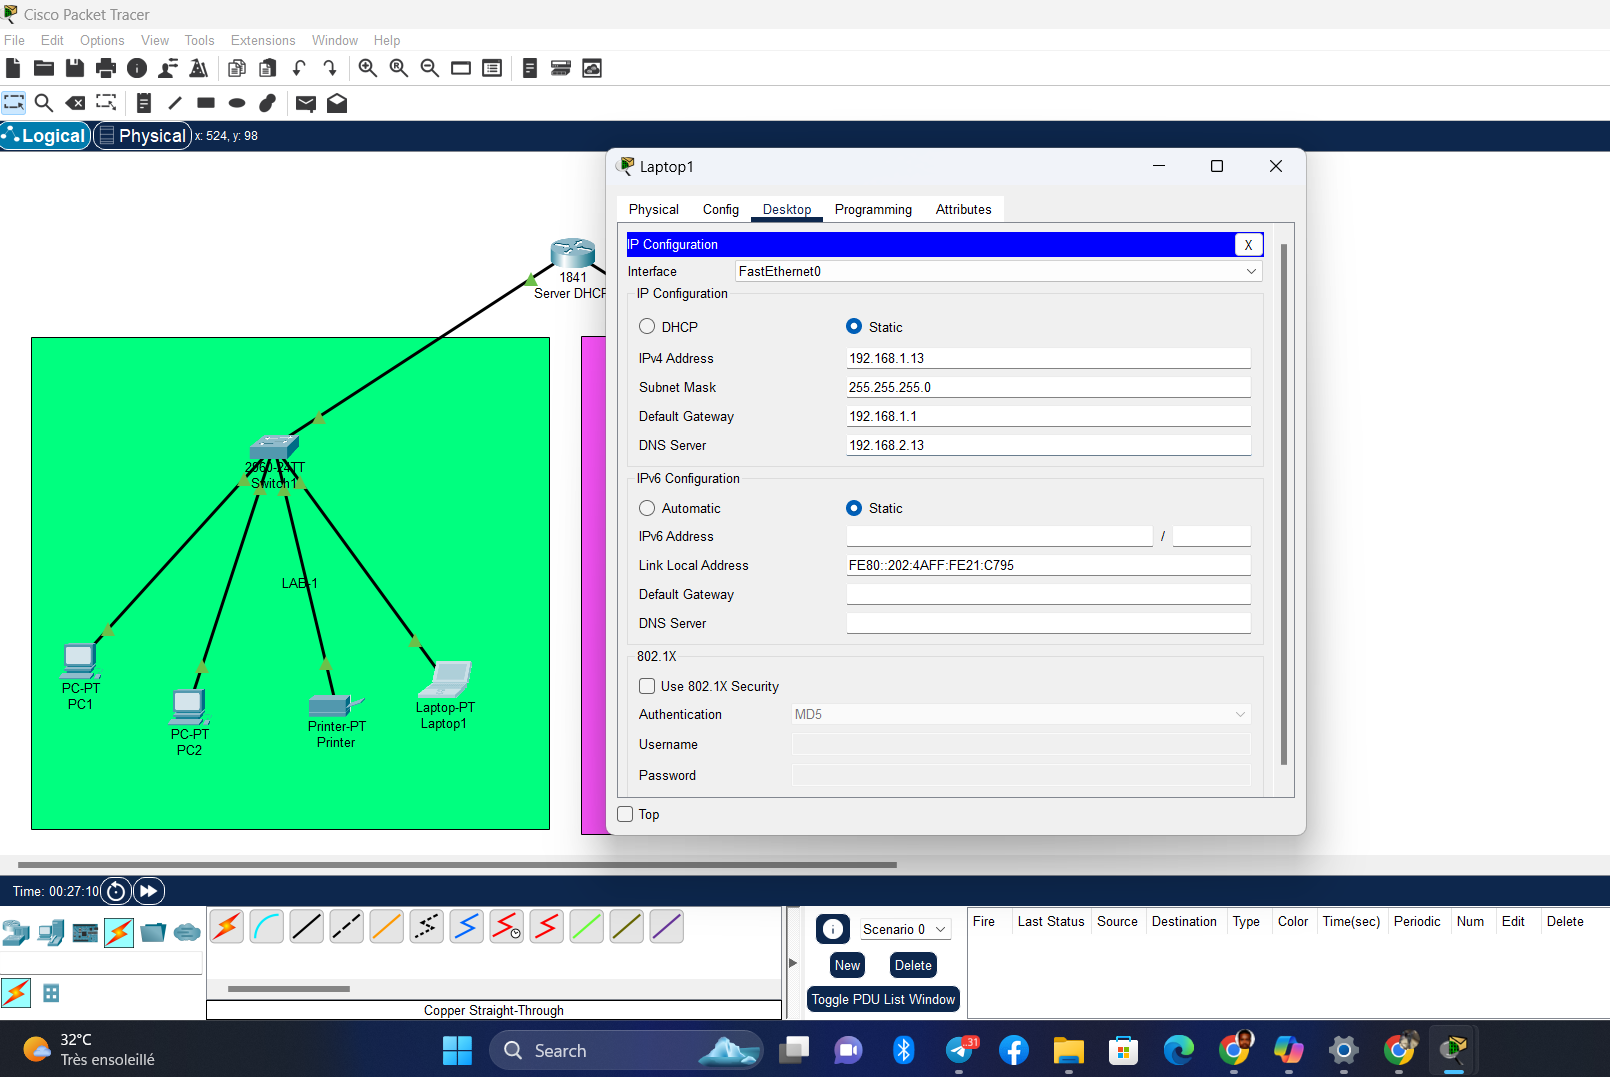 Cisco Packet Tracer
File Edit Options View Tools Extensions Window Help
Logical Physical x: 524, y: 98
Laptop1
Physical Config Desktop Programming Attributes
IP Configuration X
Interface FastEthernet0
IP Configuration
DHCP Static
IPv4 Address 192.168.1.13
Subnet Mask 255.255.255.0
Default Gateway 192.168.1.1
DNS Server 192.168.2.13
IPv6 Configuration
Automatic Static
IPv6 Address /
Link Local Address FE80::202:4AFF:FE21:C795
Default Gateway
DNS Server
802.1X
Use 802.1X Security
Authentication MD5
Username
Password
Top
1841
Server DHCP
2960-24TT
Switch1
LAB-1
PC-PT
PC1
PC-PT
PC2
Printer-PT
Printer
Laptop-PT
Laptop1
Time: 00:27:10
Copper Straight-Through
Scenario 0
New Delete
Toggle PDU List Window
Fire Last Status Source Destination Type Color Time(sec) Periodic Num Edit Delete
32°C
Très ensoleillé
Search
31